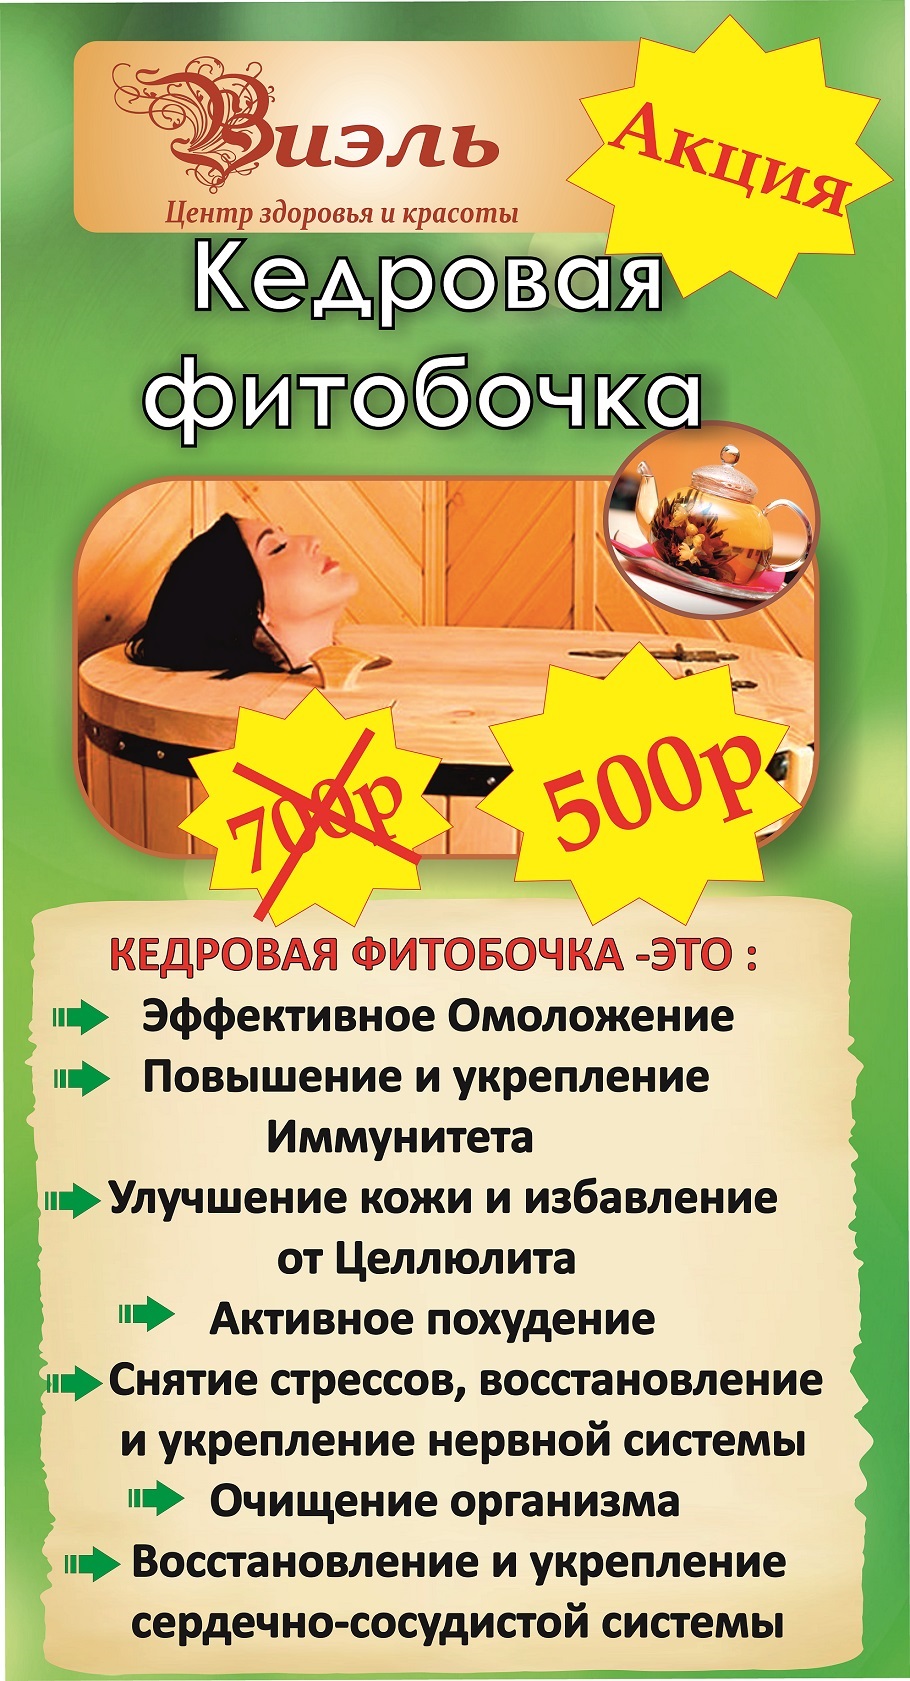 Виэль
Центр здоровья и красоты
Акция
Кедровая
фитобочка
700р
500р
КЕДРОВАЯ ФИТОБОЧКА -ЭТО :
Эффективное Омоложение
Повышение и укрепление
Иммунитета
Улучшение кожи и избавление
от Целлюлита
Активное похудение
Снятие стрессов, восстановление
и укрепление нервной системы
Очищение организма
Восстановление и укрепление
сердечно-сосудистой системы